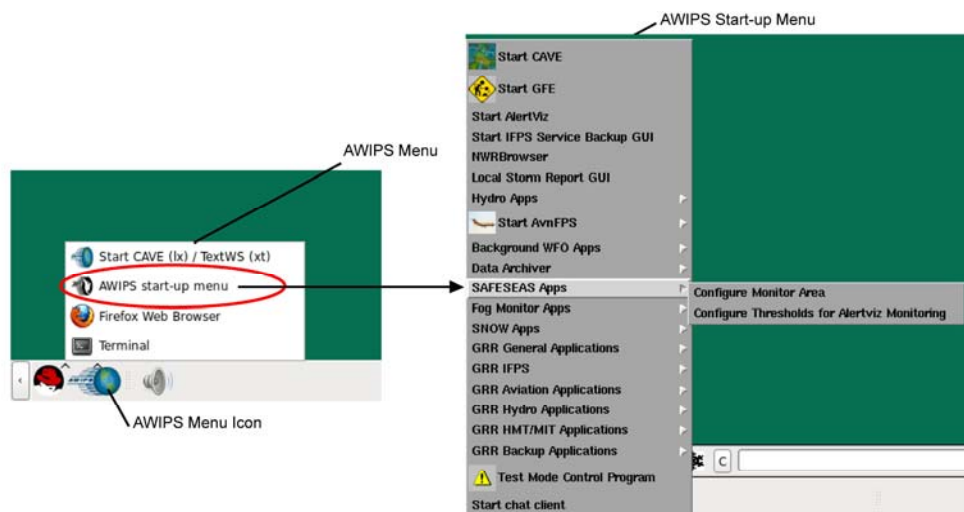 AWIPS Start-up Menu
Start CAVE
Start GFE
Start AlertViz
Start IFPS Service Backup GUI
NWRBrowser
Local Storm Report GUI
Hydro Apps
Start AvnFPS
Background WFO Apps
Data Archiver
SAFESEAS Apps
Configure Monitor Area
Configure Thresholds for Alertviz Monitoring
Fog Monitor Apps
SNOW Apps
GRR General Applications
GRR IFPS
GRR Aviation Applications
GRR Hydro Applications
GRR HMT/MIT Applications
GRR Backup Applications
Test Mode Control Program
Start chat client
C
AWIPS Menu
Start CAVE (lx) / TextWS (xt)
AWIPS start-up menu
Firefox Web Browser
Terminal
AWIPS Menu Icon